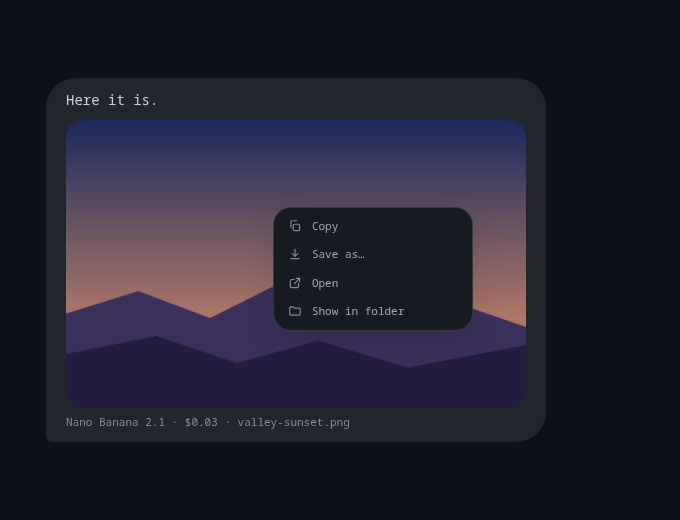 Here it is.
Copy
Save as…
Open
Show in folder
Nano Banana 2.1 · $0.03 · valley-sunset.png